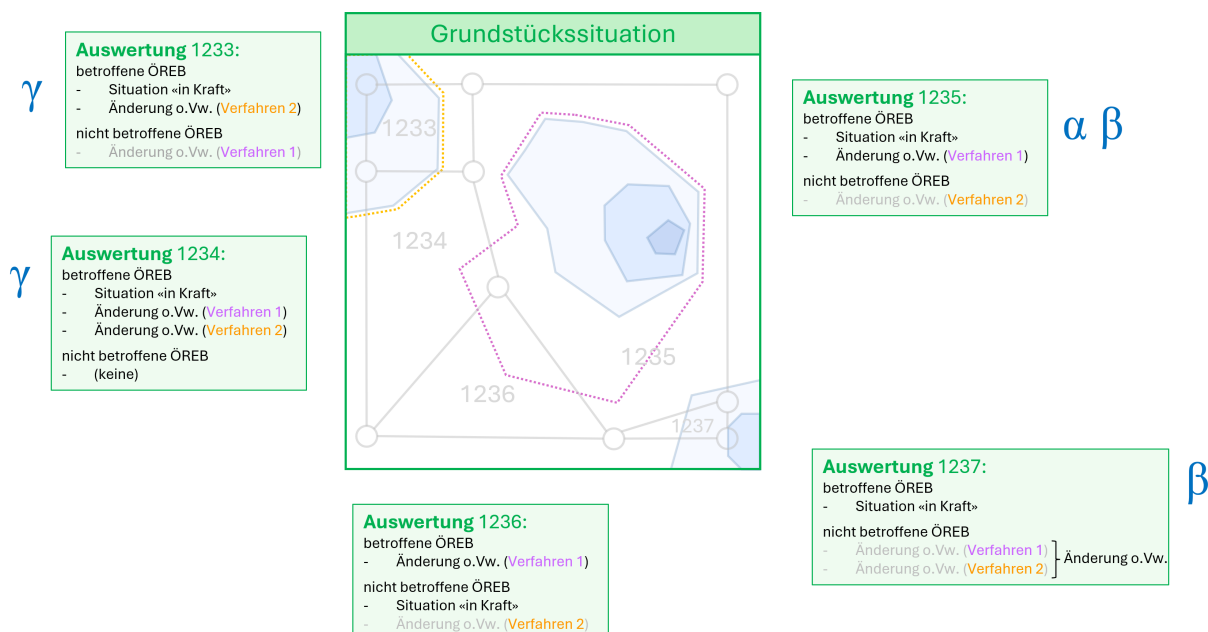 Grundstückssituation
γ
Auswertung 1233:
betroffene ÖREB
- Situation «in Kraft»
- Änderung o.Vw. (Verfahren 2)
nicht betroffene ÖREB
- Änderung o.Vw. (Verfahren 1)
1233
1234
1235
1236
1237
Auswertung 1235:
betroffene ÖREB
- Situation «in Kraft»
- Änderung o.Vw. (Verfahren 1)
nicht betroffene ÖREB
- Änderung o.Vw. (Verfahren 2)
α β
γ
Auswertung 1234:
betroffene ÖREB
- Situation «in Kraft»
- Änderung o.Vw. (Verfahren 1)
- Änderung o.Vw. (Verfahren 2)
nicht betroffene ÖREB
- (keine)
Auswertung 1237:
betroffene ÖREB
- Situation «in Kraft»
nicht betroffene ÖREB
- Änderung o.Vw. (Verfahren 1)
- Änderung o.Vw. (Verfahren 2)
Änderung o.Vw.
β
Auswertung 1236:
betroffene ÖREB
- Änderung o.Vw. (Verfahren 1)
nicht betroffene ÖREB
- Situation «in Kraft»
- Änderung o.Vw. (Verfahren 2)